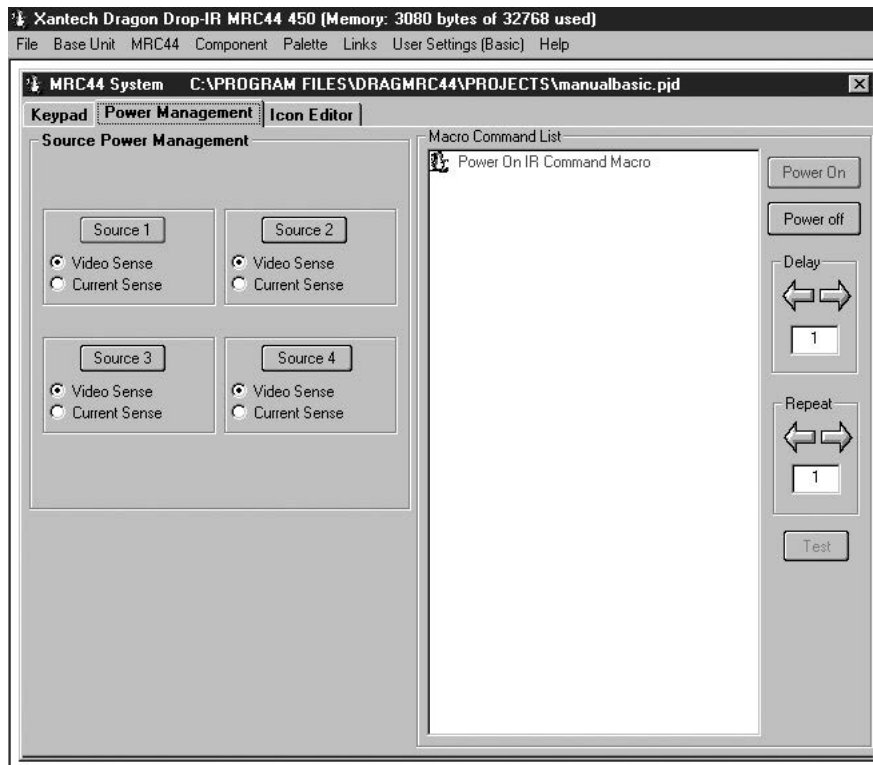 Xantech Dragon Drop-IR MRC44 450 (Memory: 3080 bytes of 32768 used)
File Base Unit MRC44 Component Palette Links User Settings (Basic) Help
MRC44 System C:\PROGRAM FILES\DRAGMRC44\PROJECTS\manualbasic.pjd
Keypad Power Management Icon Editor
Source Power Management
Source 1
Video Sense
Current Sense
Source 2
Video Sense
Current Sense
Source 3
Video Sense
Current Sense
Source 4
Video Sense
Current Sense
Macro Command List
Power On IR Command Macro
Power On
Power off
Delay
1
Repeat
1
Test